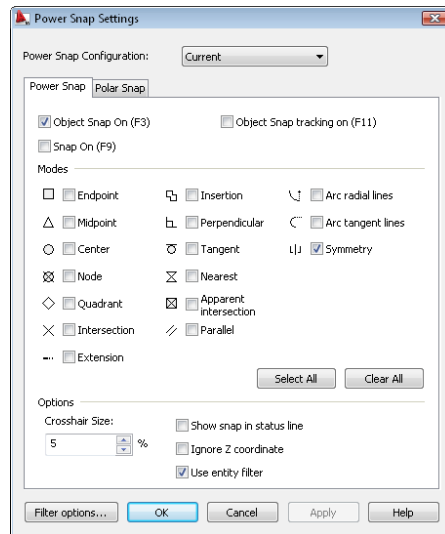 Power Snap Settings
Power Snap Configuration: Current
Power Snap Polar Snap
Object Snap On (F3) Object Snap tracking on (F11)
Snap On (F9)
Modes
Endpoint Insertion Arc radial lines
Midpoint Perpendicular Arc tangent lines
Center Tangent Symmetry
Node Nearest
Quadrant Apparent intersection
Intersection Parallel
Extension
Select All Clear All
Options
Crosshair Size: Show snap in status line
5 % Ignore Z coordinate
Use entity filter
Filter options... OK Cancel Apply Help